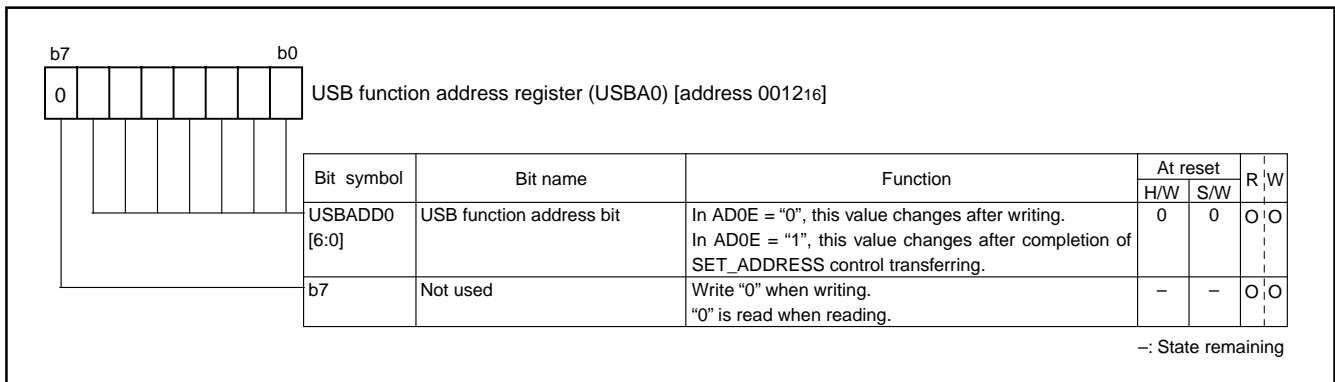 b7 b0
0 USB function address register (USBA0) [address 001216]
Bit symbol Bit name Function At reset R W
H/W S/W
USBADD0 USB function address bit In AD0E = “0”, this value changes after writing. 0 0 O O
[6:0] In AD0E = “1”, this value changes after completion of
SET_ADDRESS control transferring.
b7 Not used Write “0” when writing. – – O O
“0” is read when reading.
–: State remaining